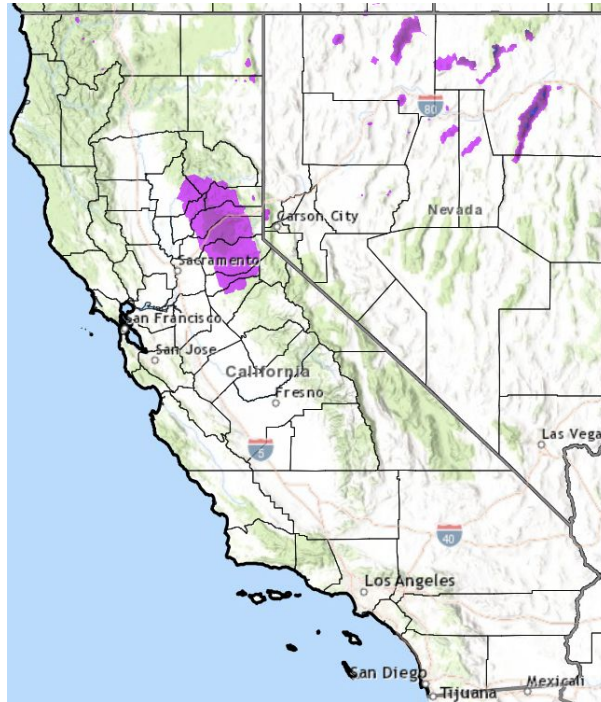 80
Carson City
Nevada
Sacramento
San Francisco
San Jose
California
Fresno
Las Vega
5
40
Los Angeles
San Diego
Mexicali
Tijuana